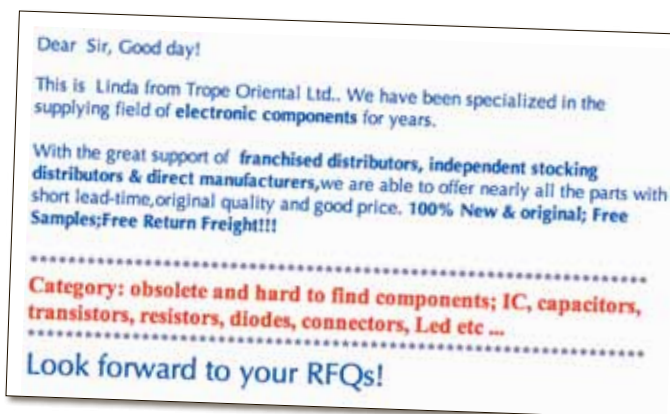 Dear Sir, Good day!
This is Linda from Trope Oriental Ltd.. We have been specialized in the
supplying field of electronic components for years.
With the great support of franchised distributors, independent stocking
distributors & direct manufacturers,we are able to offer nearly all the parts with
short lead-time,original quality and good price. 100% New & original; Free
Samples;Free Return Freight!!!
Category: obsolete and hard to find components; IC, capacitors,
transistors, resistors, diodes, connectors, Led etc ...
Look forward to your RFQs!